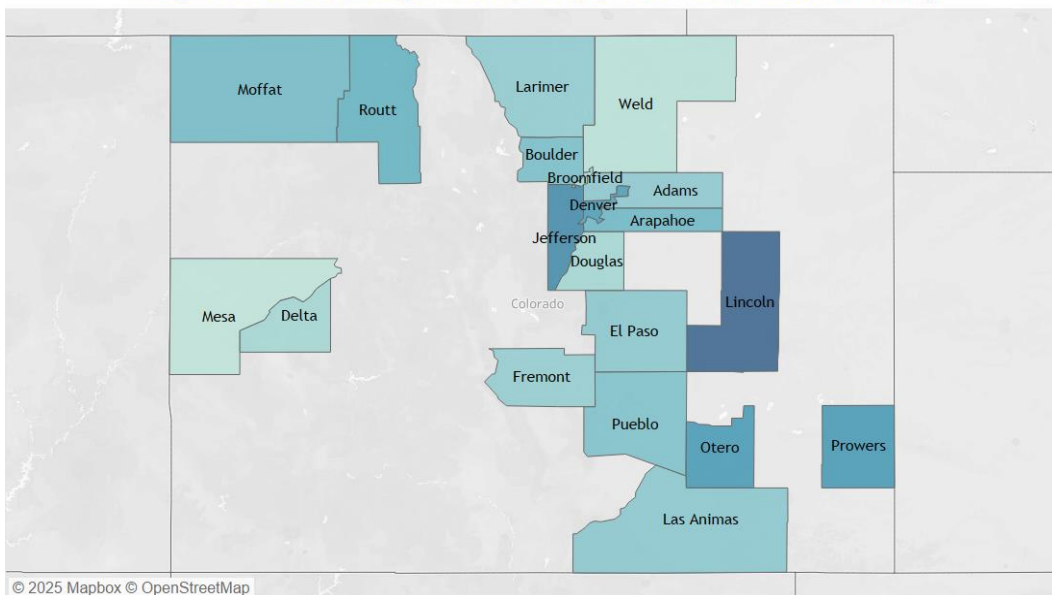 Moffat
Routt
Larimer
Weld
Boulder
Broomfield
Adams
Denver
Arapahoe
Jefferson
Douglas
Mesa
Delta
Colorado
Lincoln
El Paso
Fremont
Pueblo
Otero
Prowers
Las Animas
© 2025 Mapbox © OpenStreetMap